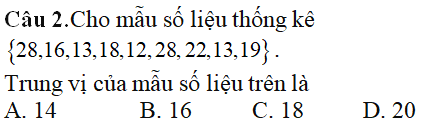 Câu 2.Cho mẫu số liệu thống kê
{28,16,13,18,12,28,22,13,19}.
Trung vị của mẫu số liệu trên là
A. 14 B. 16 C. 18 D. 20